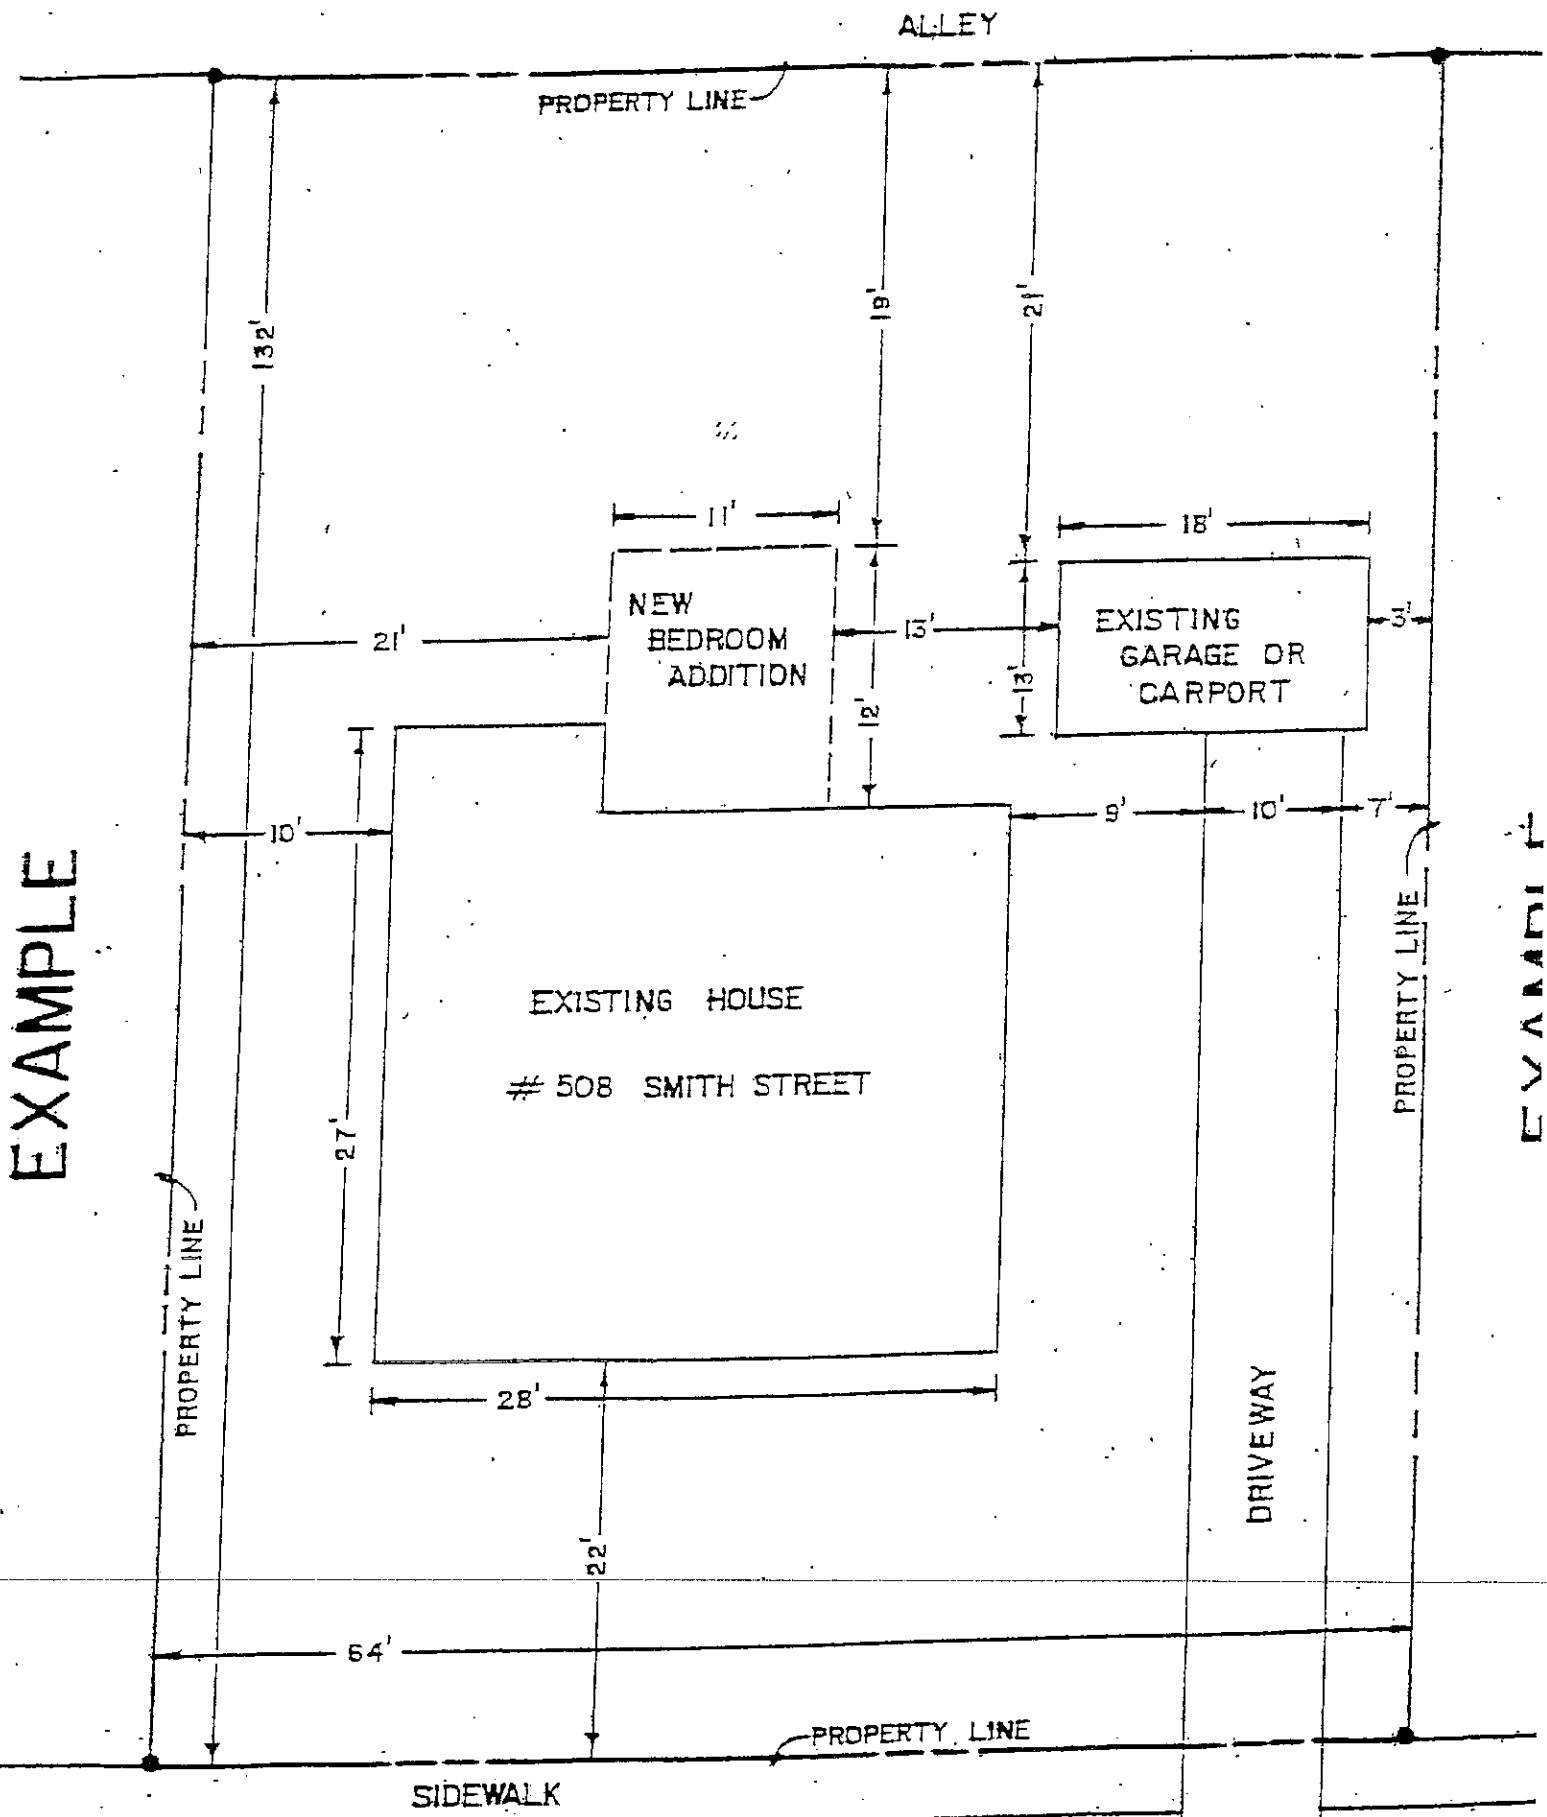 ALLEY
PROPERTY LINE
132'
19'
21'
11'
18'
NEW
BEDROOM
ADDITION
21'
13'
EXISTING
GARAGE OR
CARPORT
3'
13'
12'
10'
9'
10'
7'
EXAMPLE
EXAMPLE
PROPERTY LINE
EXISTING HOUSE
# 508 SMITH STREET
27'
PROPERTY LINE
28'
DRIVEWAY
22'
64'
PROPERTY LINE
SIDEWALK